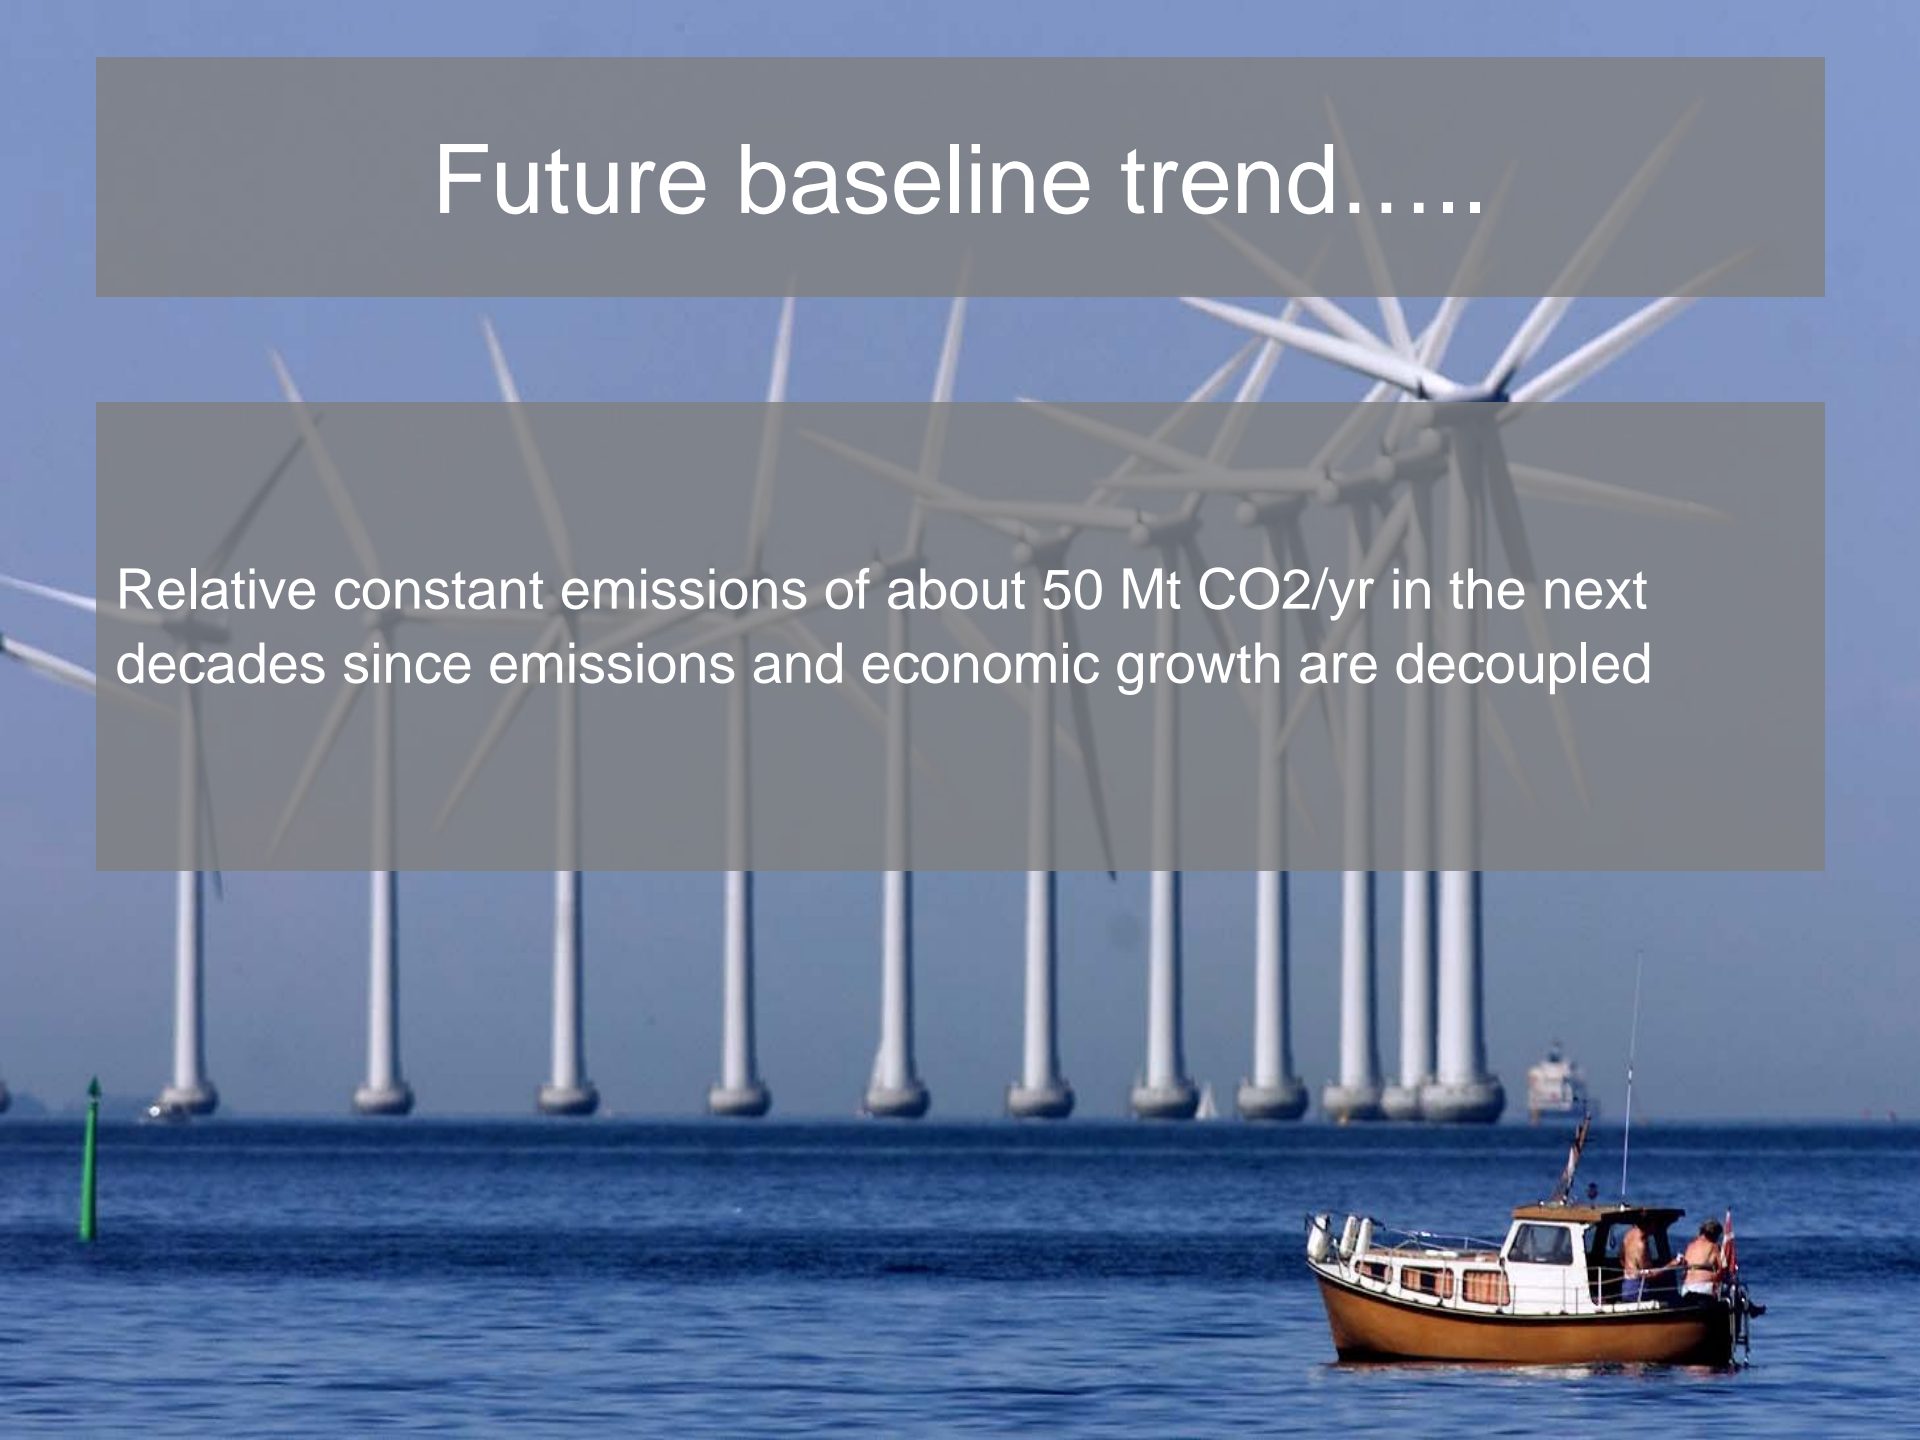 Future baseline trend…..
Relative constant emissions of about 50 Mt CO2/yr in the next
decades since emissions and economic growth are decoupled